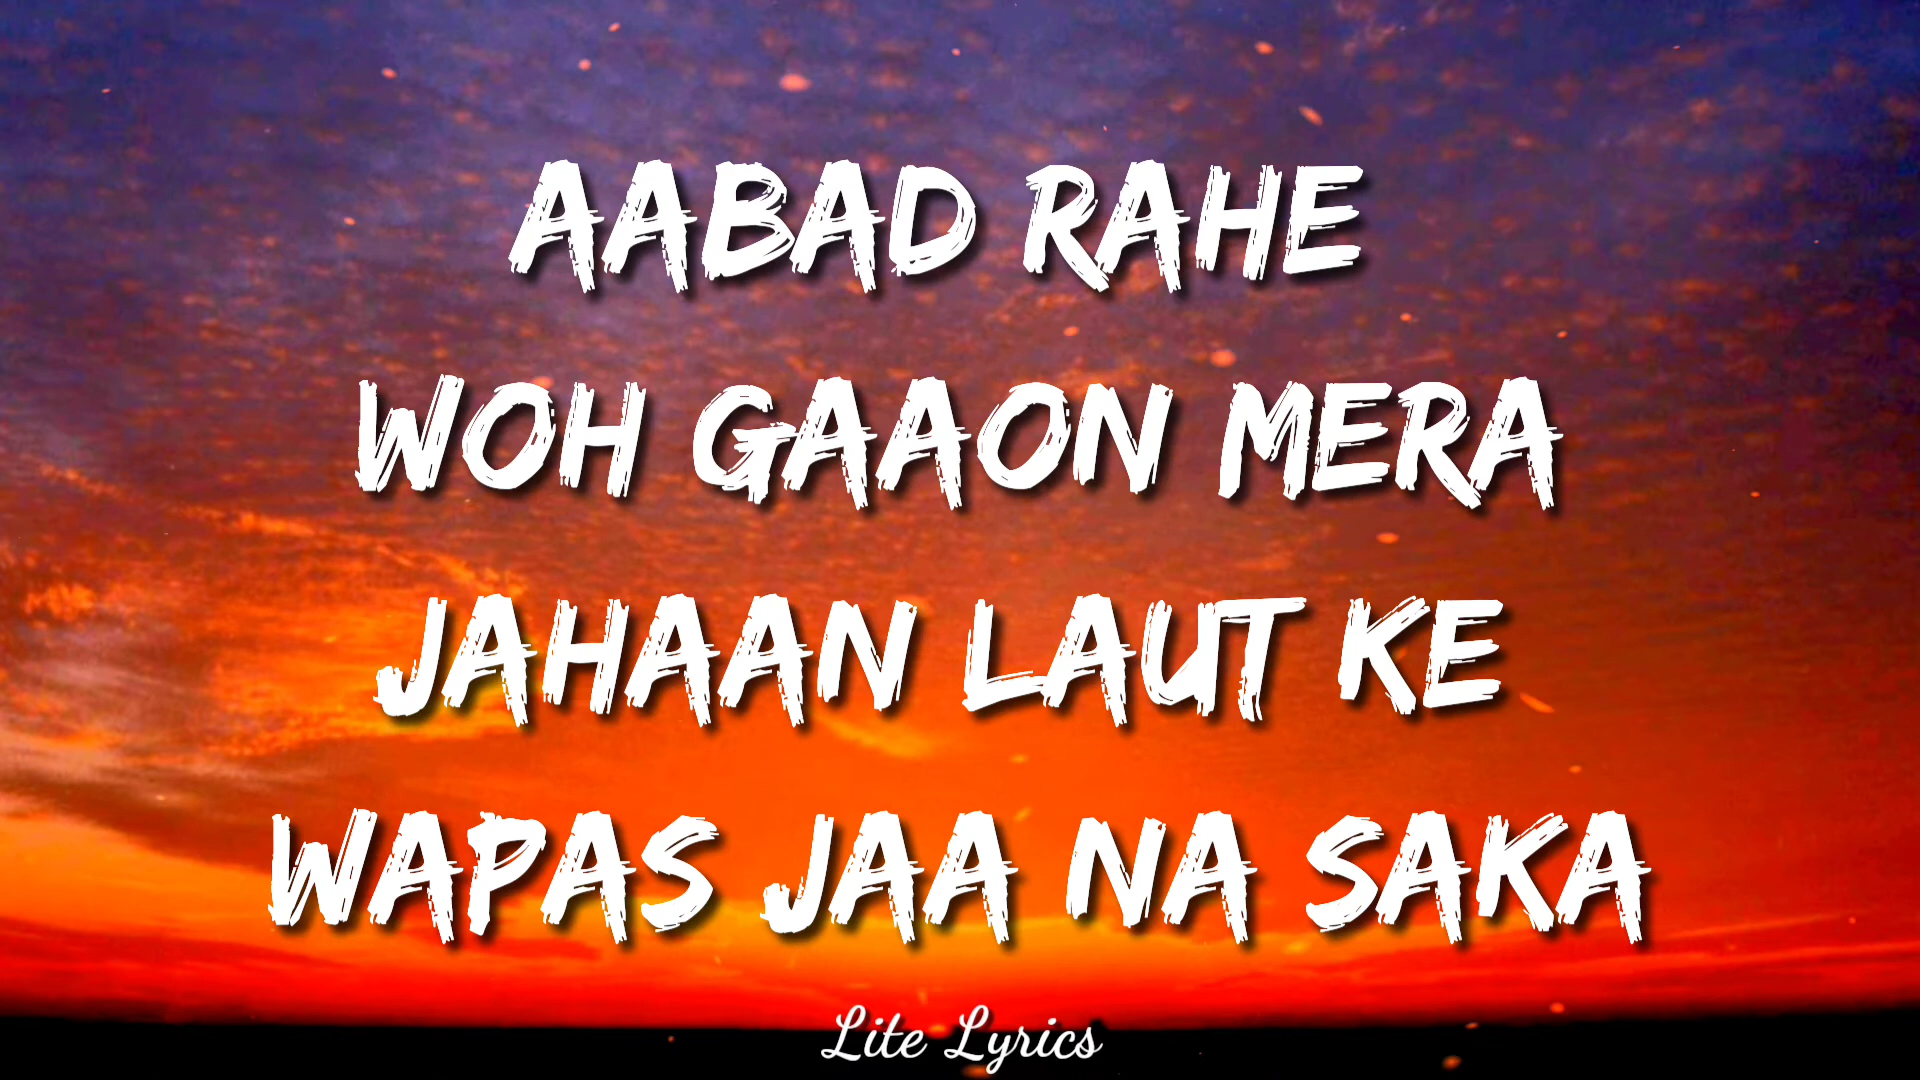 AABAD RAHE
WOH GAAON MERA
JAHAAN LAUT KE
WAPAS JAA NA SAKA
Lite Lyrics